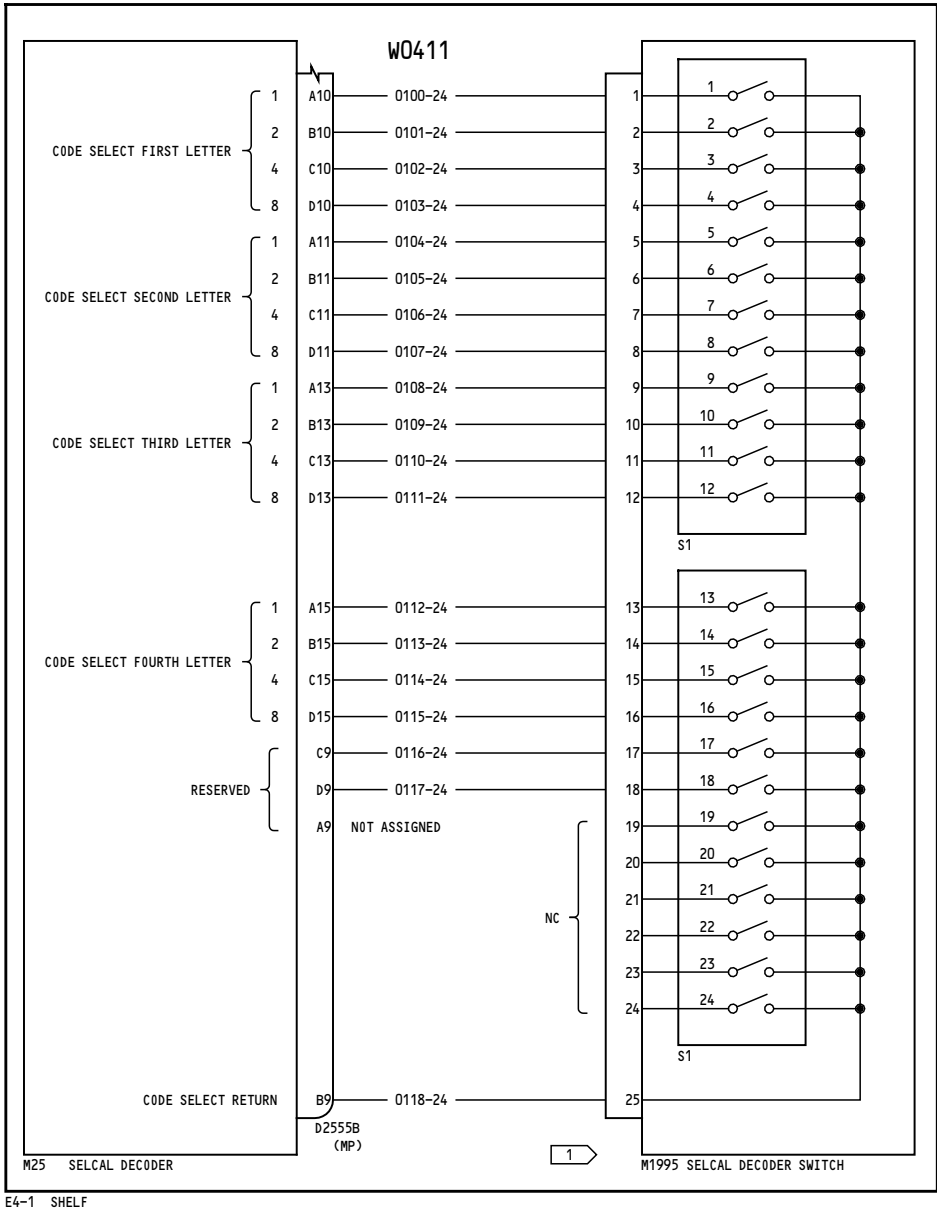 W0411
1 A10 0100-24 1 1
2 B10 0101-24 2 2
CODE SELECT FIRST LETTER
4 C10 0102-24 3 3
8 D10 0103-24 4 4
1 A11 0104-24 5 5
2 B11 0105-24 6 6
CODE SELECT SECOND LETTER
4 C11 0106-24 7 7
8 D11 0107-24 8 8
1 A13 0108-24 9 9
2 B13 0109-24 10 10
CODE SELECT THIRD LETTER
4 C13 0110-24 11 11
8 D13 0111-24 12 12
S1
1 A15 0112-24 13 13
2 B15 0113-24 14 14
CODE SELECT FOURTH LETTER
4 C15 0114-24 15 15
8 D15 0115-24 16 16
C9 0116-24 17 17
RESERVED D9 0117-24 18 18
A9 NOT ASSIGNED 19 19
20 20
21 21
NC
22 22
23 23
24 24
S1
CODE SELECT RETURN B9 0118-24 25
D2555B
(MP)
1
M25 SELCAL DECODER
M1995 SELCAL DECODER SWITCH
E4-1 SHELF